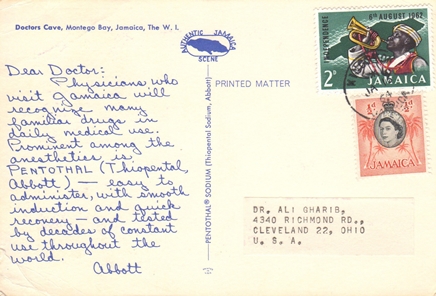 Doctors Cave, Montego Bay, Jamaica, The W. I.
Dear Doctor:
Physicians who
visit Jamaica will
recognize many
familiar drugs in
daily medical use.
Prominent among the
anesthetics is
PENTOTHAL (Thiopental,
Abbott) — easy to
administer, with smooth
induction and quick
recovery — and tested
by decades of constant
use throughout the
world.
Abbott
AUTHENTIC JAMAICA
SCENE
PRINTED MATTER
PENTOTHAL® SODIUM (Thiopental Sodium, Abbott)
INDEPENDENCE
6th AUGUST 1962
2D
JAMAICA
½d
JAMAICA
DR. ALI GHARIB,
4340 RICHMOND RD.,
CLEVELAND 22, OHIO
U. S. A.